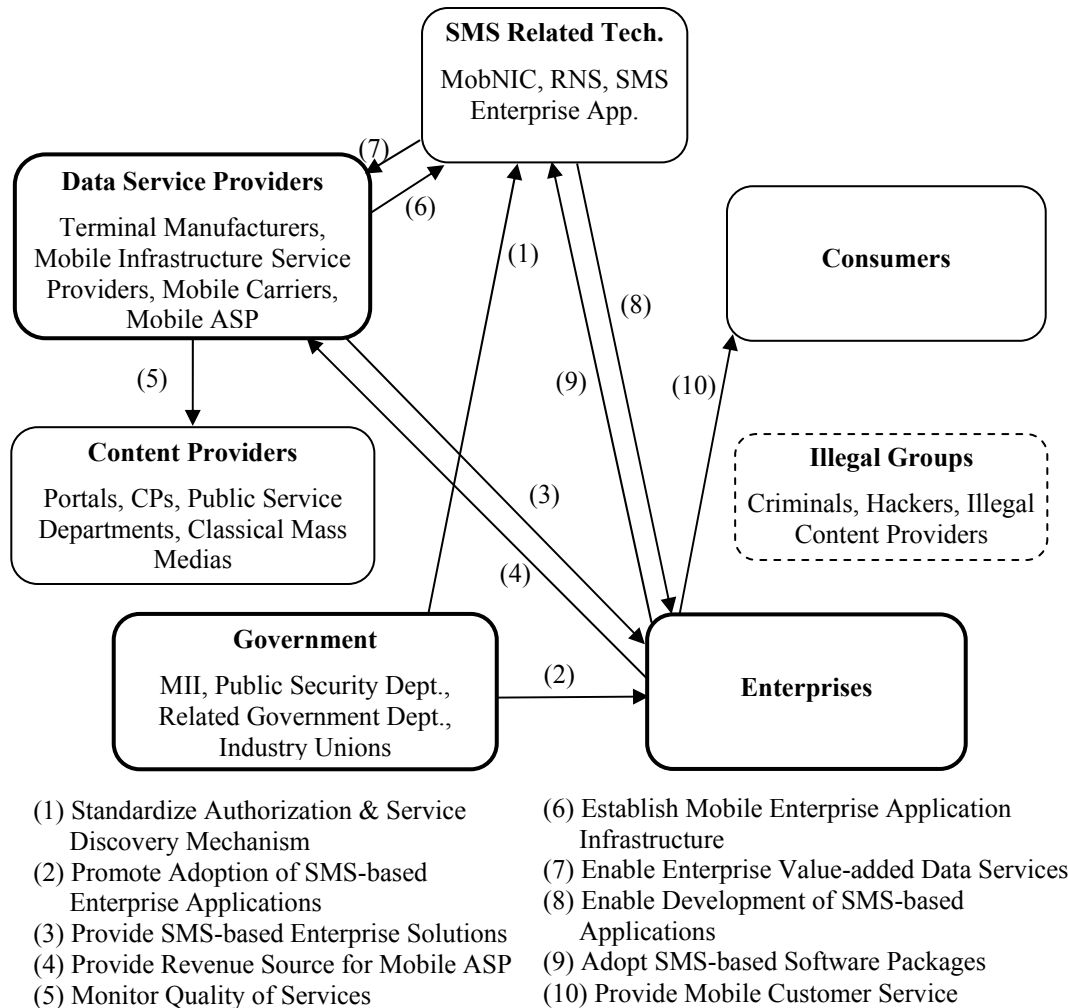 SMS Related Tech.
MobNIC, RNS, SMS
Enterprise App.
(7)
Data Service Providers
Terminal Manufacturers,
Mobile Infrastructure Service
Providers, Mobile Carriers,
Mobile ASP
(6)
(1)
Consumers
(8)
(5)
(9)
(10)
Content Providers
Portals, CPs, Public Service
Departments, Classical Mass
Medias
(3)
Illegal Groups
Criminals, Hackers, Illegal
Content Providers
(4)
Government
MII, Public Security Dept.,
Related Government Dept.,
Industry Unions
(2)
Enterprises
(1) Standardize Authorization & Service
Discovery Mechanism
(2) Promote Adoption of SMS-based
Enterprise Applications
(3) Provide SMS-based Enterprise Solutions
(4) Provide Revenue Source for Mobile ASP
(5) Monitor Quality of Services
(6) Establish Mobile Enterprise Application
Infrastructure
(7) Enable Enterprise Value-added Data Services
(8) Enable Development of SMS-based
Applications
(9) Adopt SMS-based Software Packages
(10) Provide Mobile Customer Service